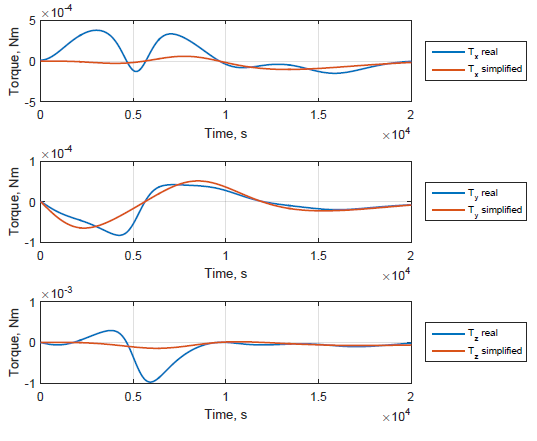 ×10⁻⁴
5
0
-5
Torque, Nm
0 0.5 1 1.5 2
Time, s
×10⁴
Tₓ real
Tₓ simplified
×10⁻⁴
1
0
-1
Torque, Nm
0 0.5 1 1.5 2
Time, s
×10⁴
Ty real
Ty simplified
×10⁻³
1
0
-1
Torque, Nm
0 0.5 1 1.5 2
Time, s
×10⁴
Tz real
Tz simplified